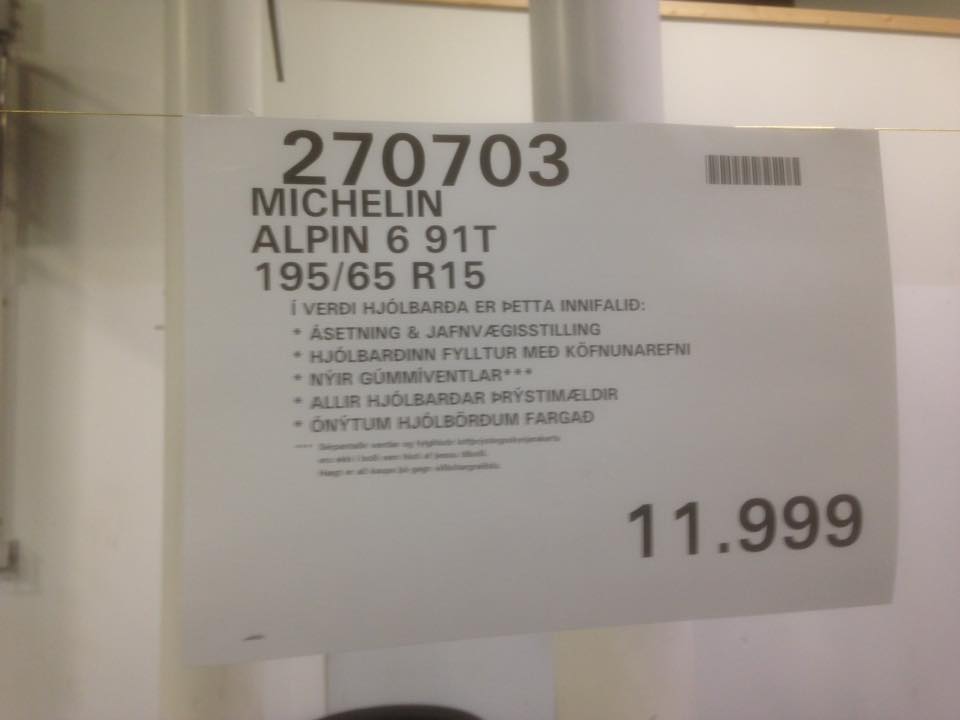 270703
MICHELIN
ALPIN 6 91T
195/65 R15
Í VERÐI HJÓLBARÐA ER ÞETTA INNIFALIÐ:
* ÁSETNING & JAFNVÆGISSTILLING
* HJÓLBARÐINN FYLLTUR MEÐ KÖFNUNAREFNI
* NÝIR GÚMMÍVENTLAR***
* ALLIR HJÓLBARÐAR ÞRÝSTIMÆLDIR
* ÓNÝTUM HJÓLBÖRÐUM FARGAÐ
11.999